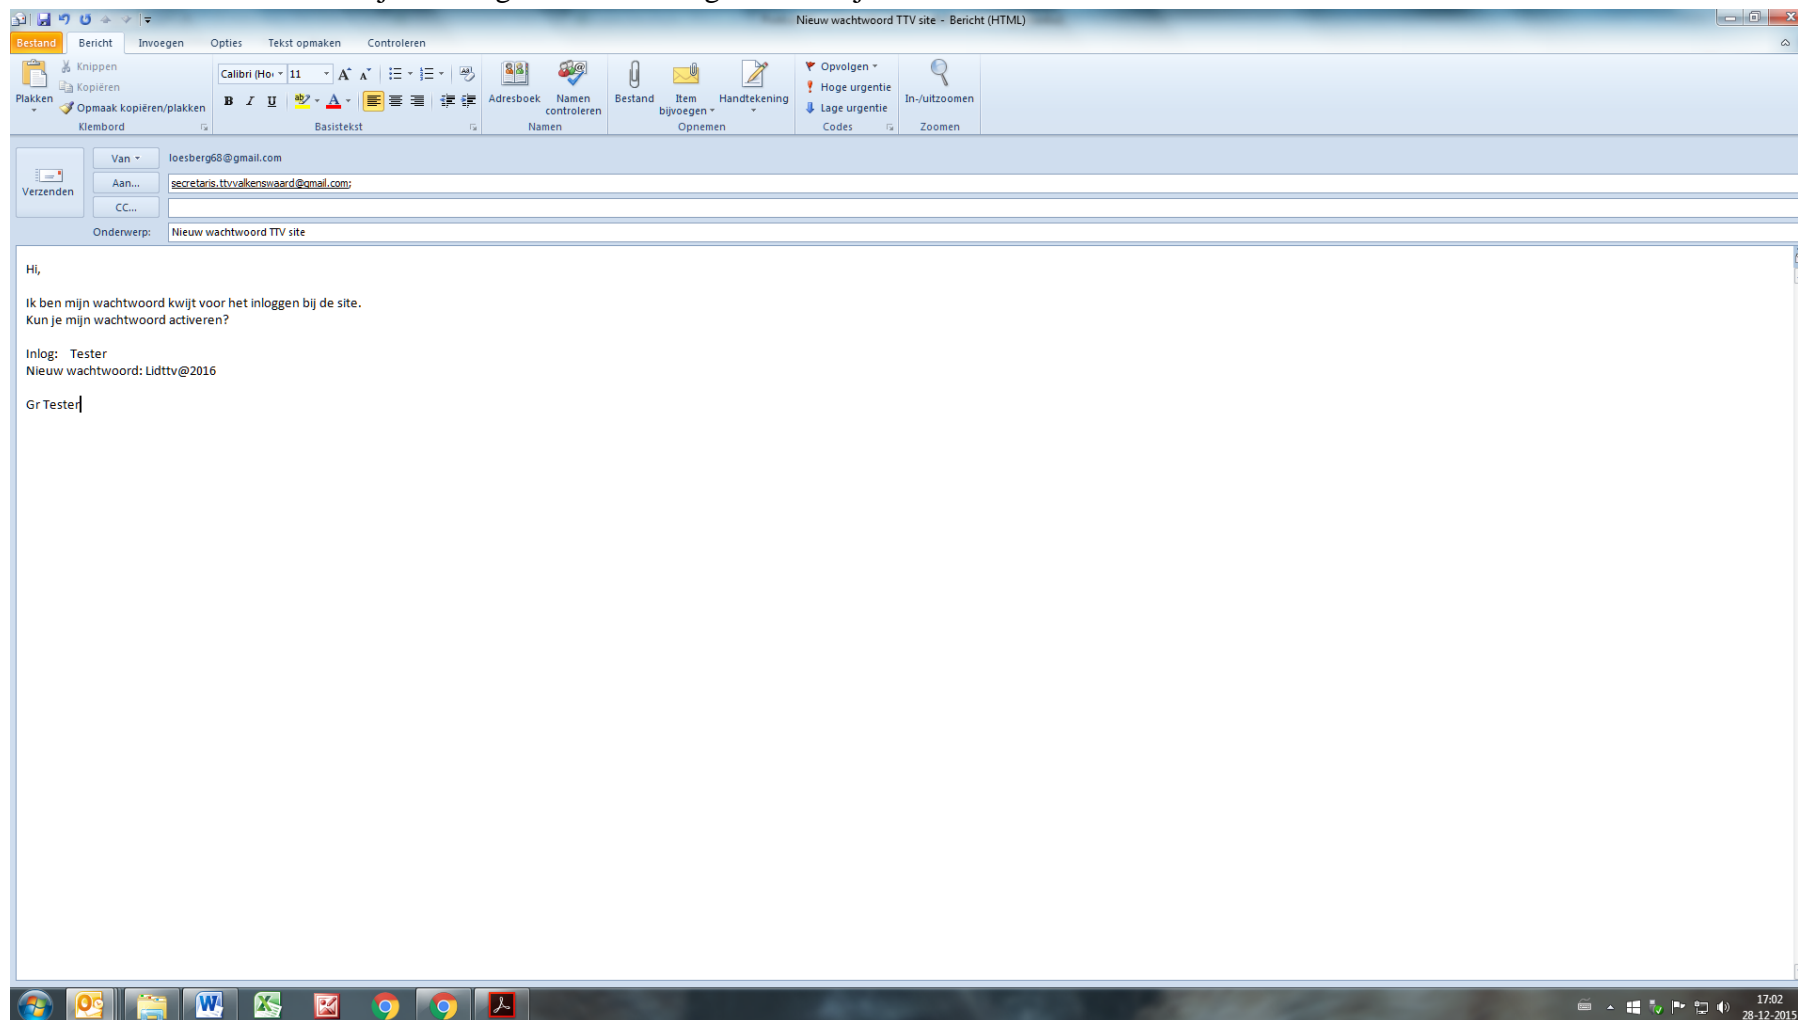 Nieuw wachtwoord TTV site - Bericht (HTML)
Bestand Bericht Invoegen Opties Tekst opmaken Controleren
Plakken
Knippen
Kopiëren
Opmaak kopiëren/plakken
Klembord
Calibri (Ho 11
B I U
Basistekst
Adresboek
Namen controleren
Namen
Bestand
Item bijvoegen
Handtekening
Opnemen
Opvolgen
Hoge urgentie
Lage urgentie
Codes
In-/uitzoomen
Zoomen
Verzenden
Van loesberg68@gmail.com
Aan... secretaris.ttvvalkenswaard@gmail.com;
CC...
Onderwerp: Nieuw wachtwoord TTV site
Hi,
Ik ben mijn wachtwoord kwijt voor het inloggen bij de site.
Kun je mijn wachtwoord activeren?
Inlog: Tester
Nieuw wachtwoord: Lidttv@2016
Gr Tester
17:02
28-12-2015